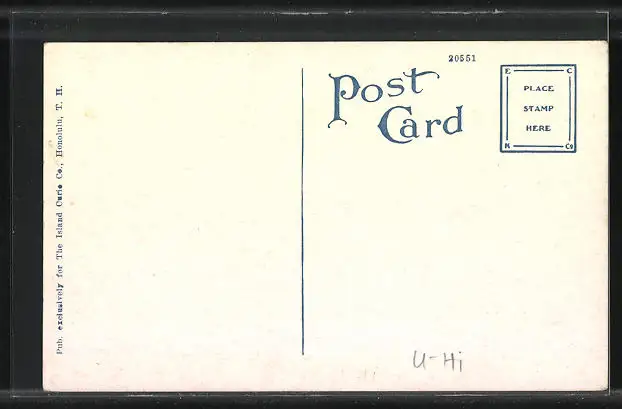 Pub. exclusively for The Island Curio Co., Honolulu, T. H.
20551
Post
Card
E C
PLACE
STAMP
HERE
K Co
U-Hi